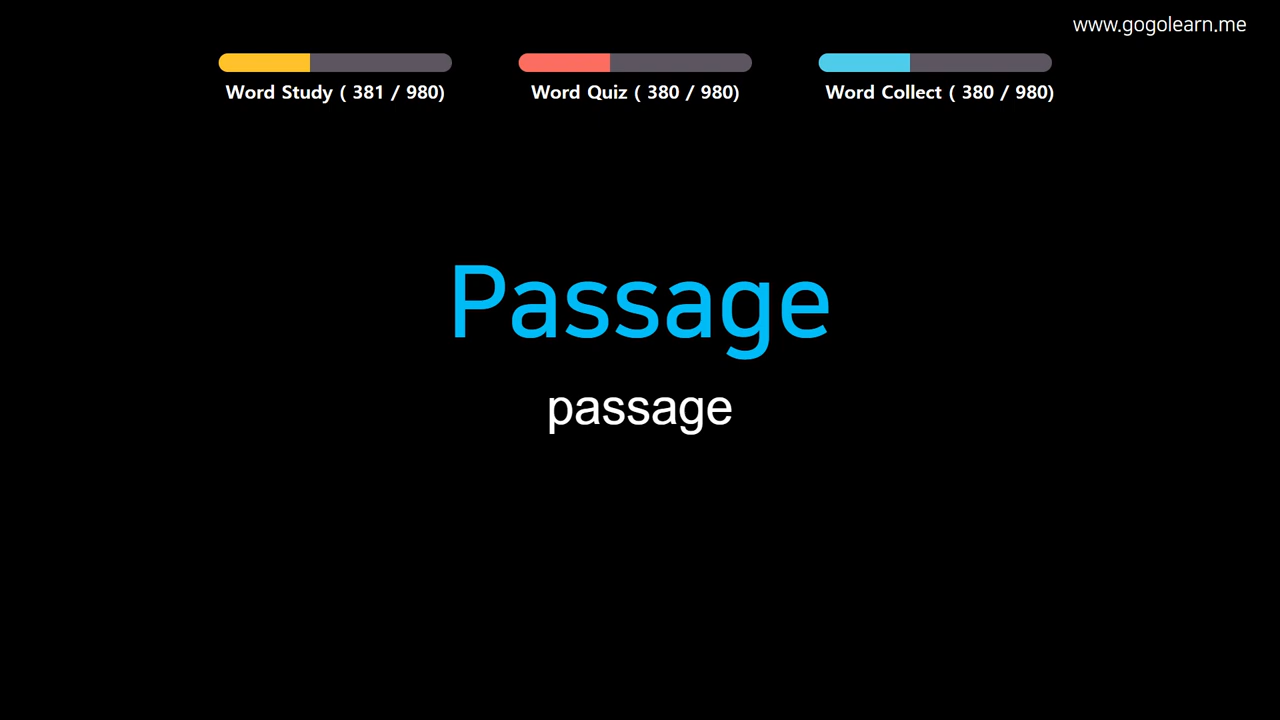 www.gogolearn.me
Word Study ( 381 / 980)
Word Quiz ( 380 / 980)
Word Collect ( 380 / 980)
Passage
passage